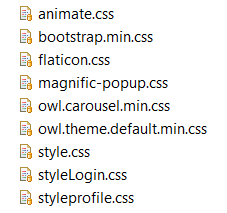 animate.css
bootstrap.min.css
flaticon.css
magnific-popup.css
owl.carousel.min.css
owl.theme.default.min.css
style.css
styleLogin.css
styleprofile.css